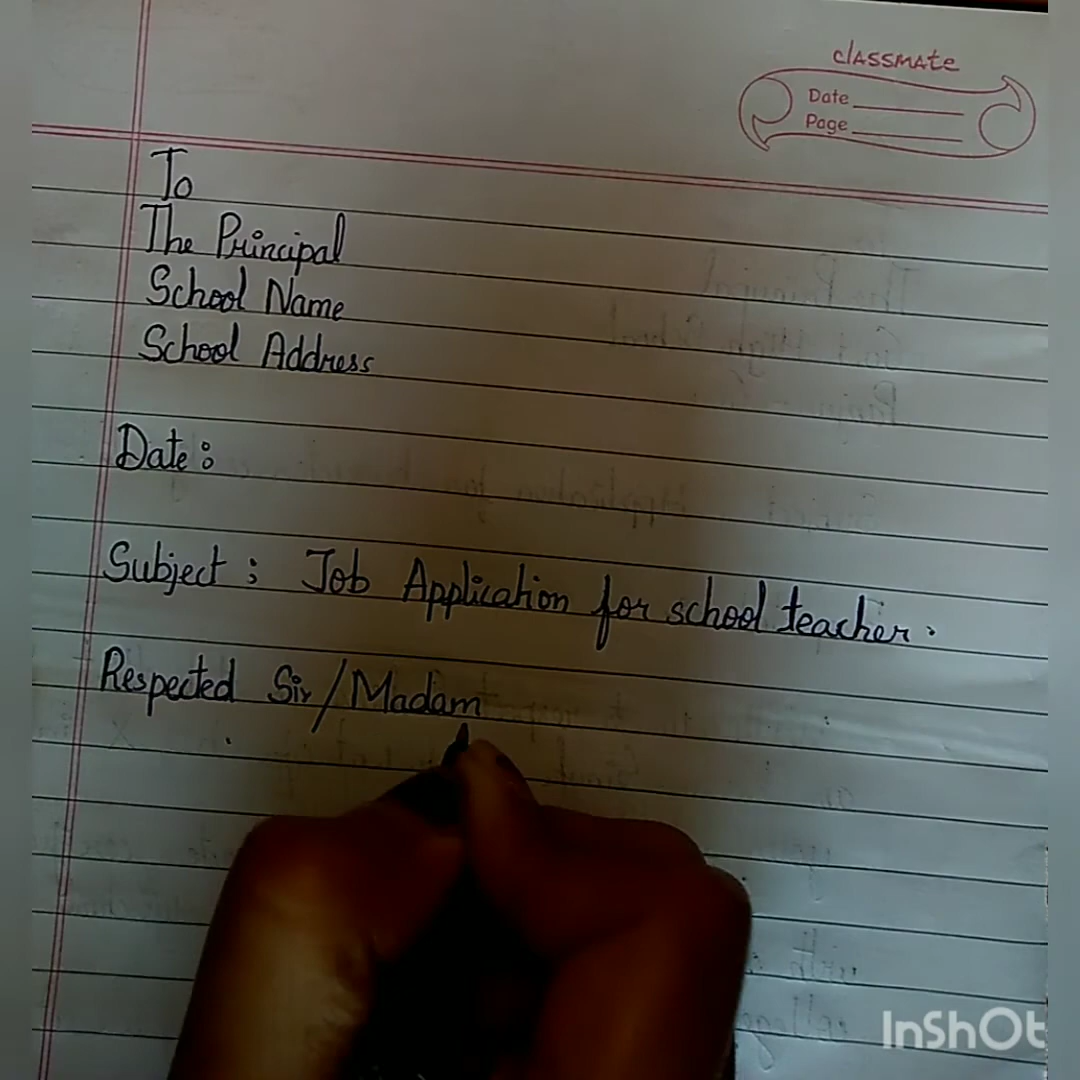 classmate
Date
Page
To
The Principal
School Name
School Address
Date :
Subject : Job Application for school teacher.
Respected Sir/Madam
InShOt